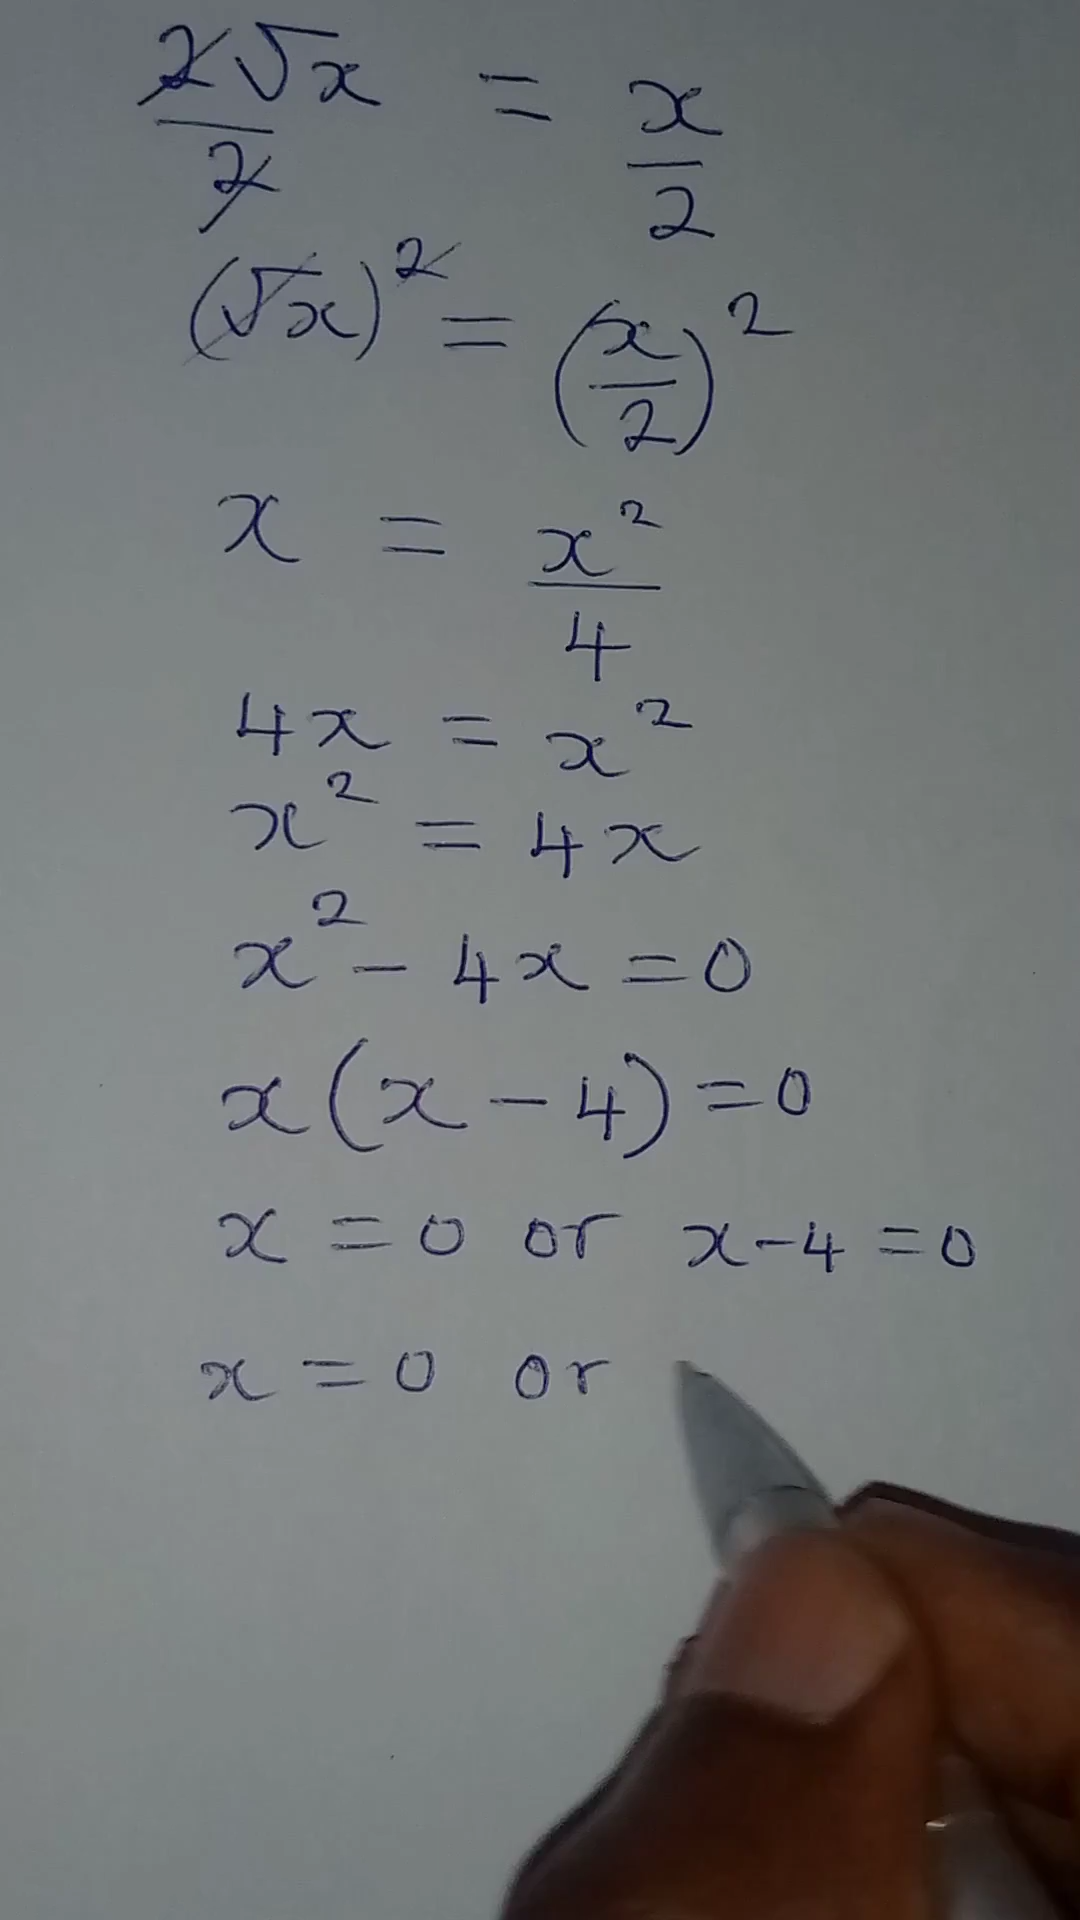 2√x/2 = x/2
(√x)² = (x/2)²
x = x²/4
4x = x²
x² = 4x
x² - 4x = 0
x(x - 4) = 0
x = 0 or x - 4 = 0
x = 0 or